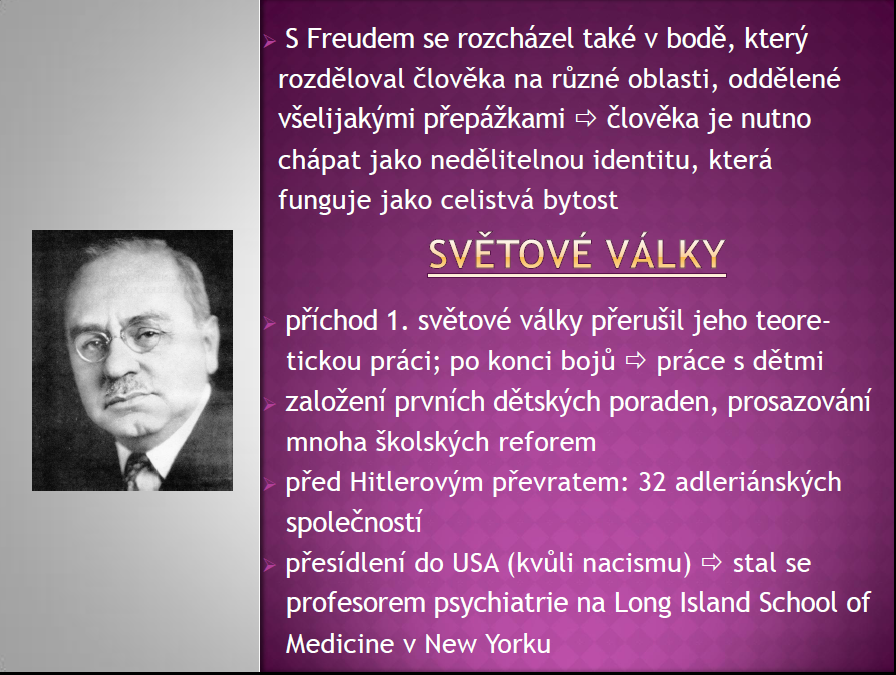 S Freudem se rozcházel také v bodě, který
rozděloval člověka na různé oblasti, oddělené
všelijakými přepážkami ⇨ člověka je nutno
chápat jako nedělitelnou identitu, která
funguje jako celistvá bytost
SVĚTOVÉ VÁLKY
příchod 1. světové války přerušil jeho teore-
tickou práci; po konci bojů ⇨ práce s dětmi
založení prvních dětských poraden, prosazování
mnoha školských reforem
před Hitlerovým převratem: 32 adleriánských
společností
přesídlení do USA (kvůli nacismu) ⇨ stal se
profesorem psychiatrie na Long Island School of
Medicine v New Yorku